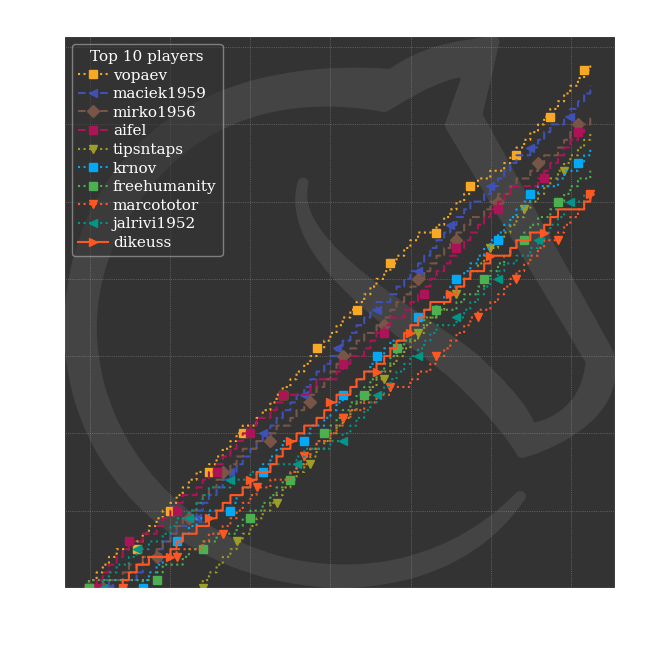 Top 10 players
vopaev
maciek1959
mirko1956
aifel
tipsntaps
krnov
freehumanity
marcototor
jalrivi1952
dikeuss